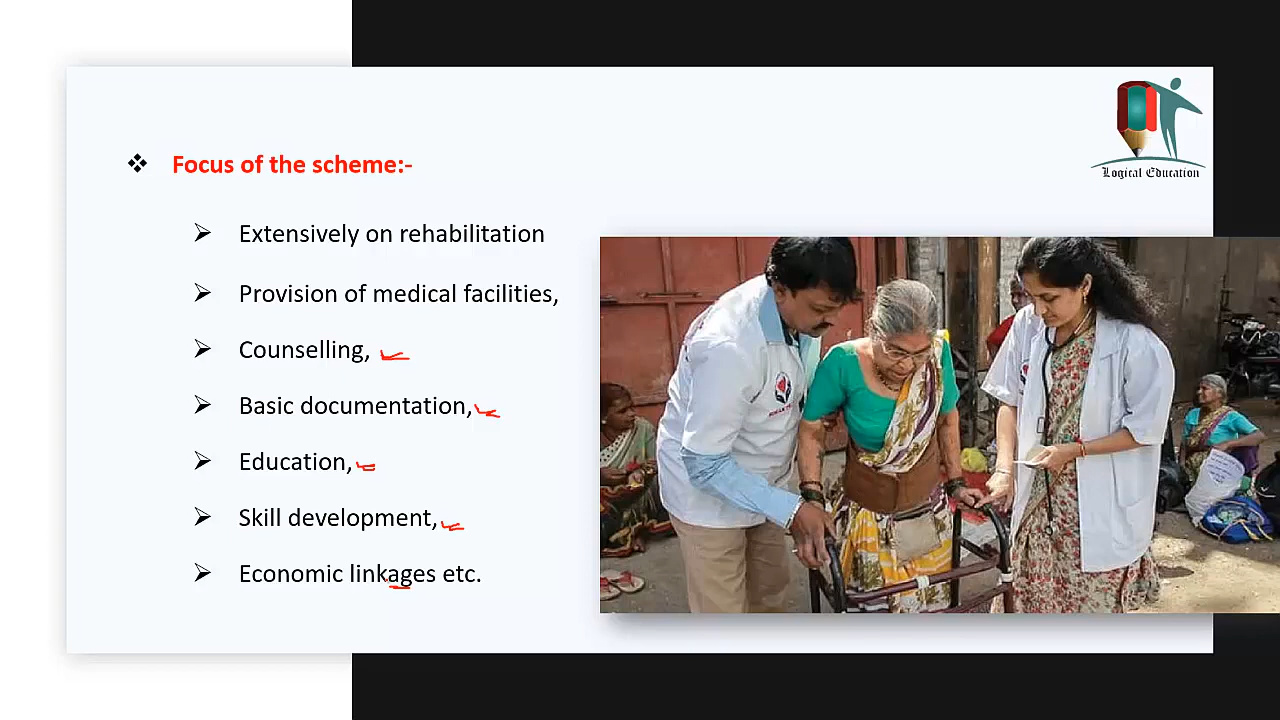 Logical Education
❖ Focus of the scheme:-
➢ Extensively on rehabilitation
➢ Provision of medical facilities,
➢ Counselling,
➢ Basic documentation,
➢ Education,
➢ Skill development,
➢ Economic linkages etc.